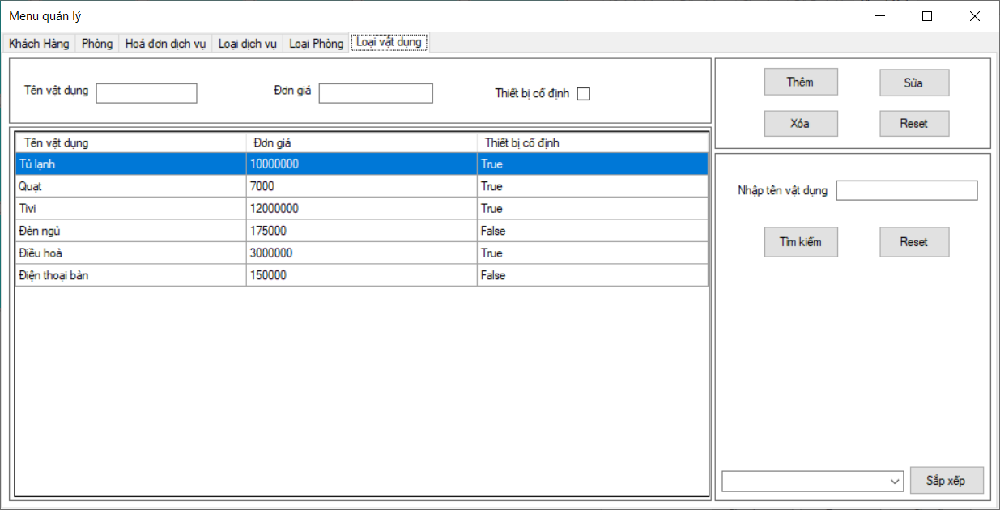 Menu quản lý
Khách Hàng Phòng Hoá đơn dịch vụ Loại dịch vụ Loại Phòng Loại vật dụng
Tên vật dụng Đơn giá Thiết bị cố định
Thêm Sửa
Xóa Reset
Tên vật dụng Đơn giá Thiết bị cố định
Tủ lạnh 10000000 True
Quạt 7000 True
Tivi 12000000 True
Đèn ngủ 175000 False
Điều hoà 3000000 True
Điện thoại bàn 150000 False
Nhập tên vật dụng
Tìm kiếm Reset
Sắp xếp